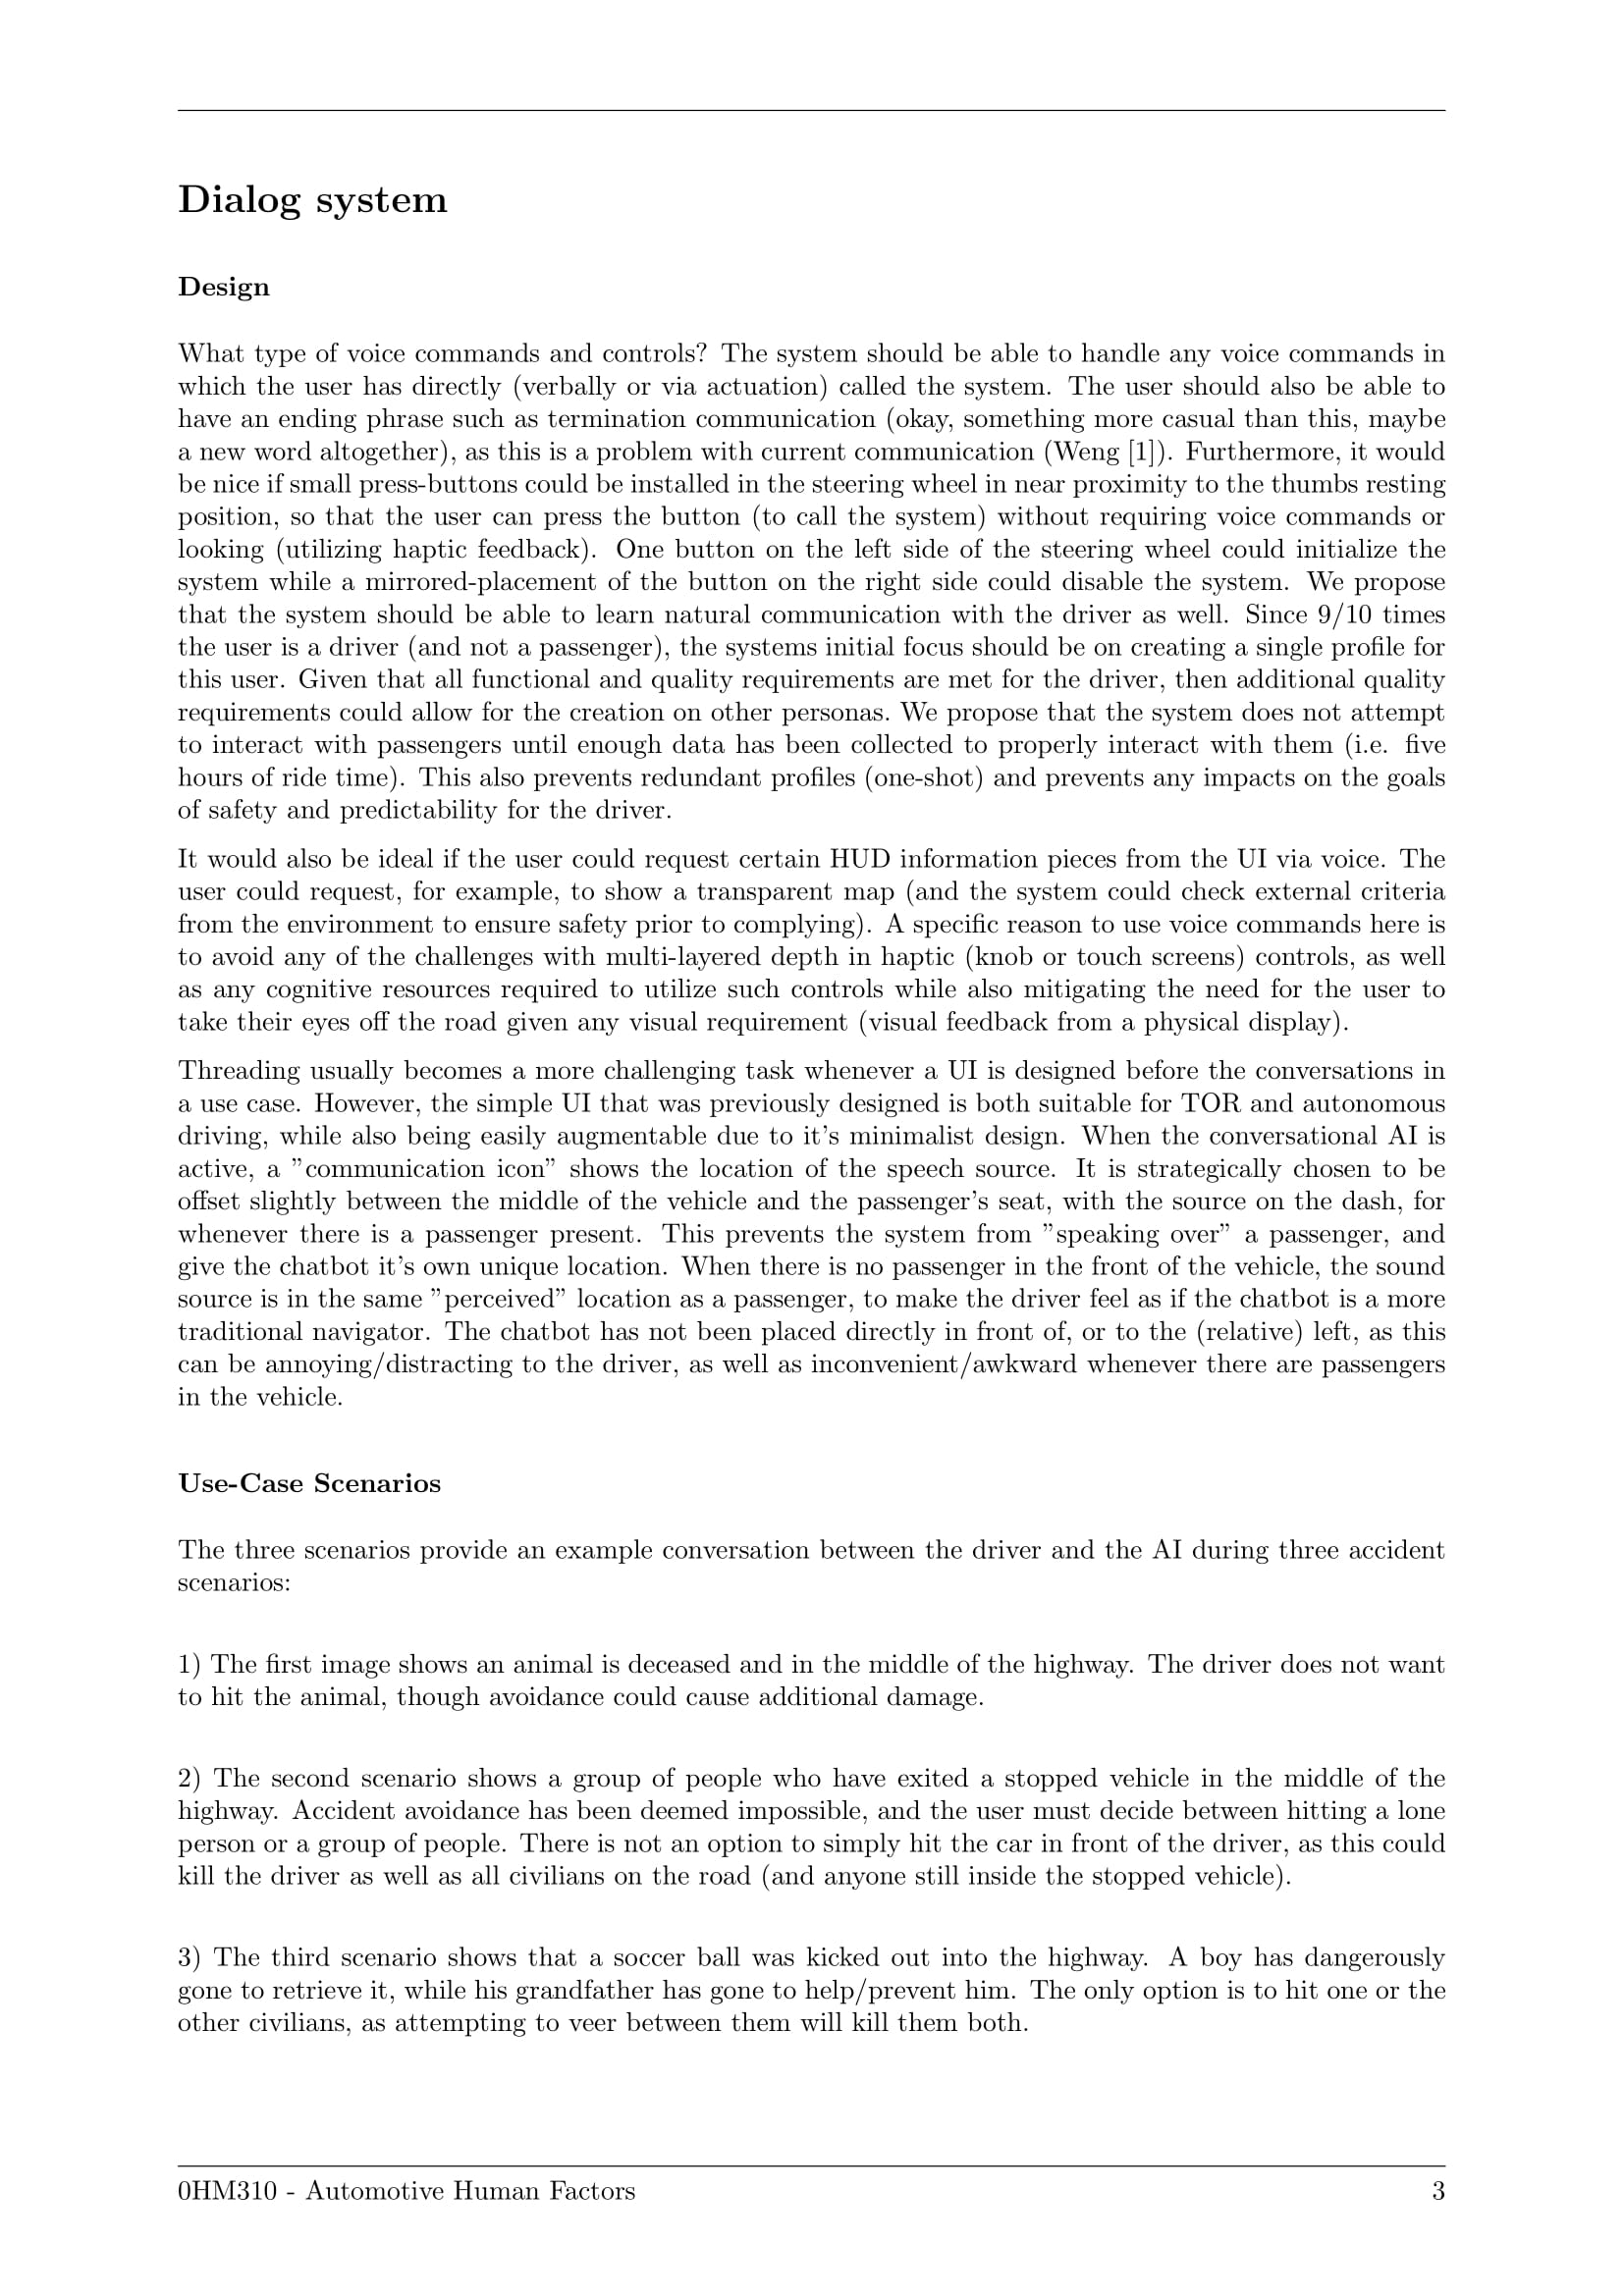 Dialog system
Design
What type of voice commands and controls? The system should be able to handle any voice commands in
which the user has directly (verbally or via actuation) called the system. The user should also be able to
have an ending phrase such as termination communication (okay, something more casual than this, maybe
a new word altogether), as this is a problem with current communication (Weng [1]). Furthermore, it would
be nice if small press-buttons could be installed in the steering wheel in near proximity to the thumbs resting
position, so that the user can press the button (to call the system) without requiring voice commands or
looking (utilizing haptic feedback). One button on the left side of the steering wheel could initialize the
system while a mirrored-placement of the button on the right side could disable the system. We propose
that the system should be able to learn natural communication with the driver as well. Since 9/10 times
the user is a driver (and not a passenger), the systems initial focus should be on creating a single profile for
this user. Given that all functional and quality requirements are met for the driver, then additional quality
requirements could allow for the creation on other personas. We propose that the system does not attempt
to interact with passengers until enough data has been collected to properly interact with them (i.e. five
hours of ride time). This also prevents redundant profiles (one-shot) and prevents any impacts on the goals
of safety and predictability for the driver.
It would also be ideal if the user could request certain HUD information pieces from the UI via voice. The
user could request, for example, to show a transparent map (and the system could check external criteria
from the environment to ensure safety prior to complying). A specific reason to use voice commands here is
to avoid any of the challenges with multi-layered depth in haptic (knob or touch screens) controls, as well
as any cognitive resources required to utilize such controls while also mitigating the need for the user to
take their eyes off the road given any visual requirement (visual feedback from a physical display).
Threading usually becomes a more challenging task whenever a UI is designed before the conversations in
a use case. However, the simple UI that was previously designed is both suitable for TOR and autonomous
driving, while also being easily augmentable due to it's minimalist design. When the conversational AI is
active, a ”communication icon” shows the location of the speech source. It is strategically chosen to be
offset slightly between the middle of the vehicle and the passenger's seat, with the source on the dash, for
whenever there is a passenger present. This prevents the system from ”speaking over” a passenger, and
give the chatbot it's own unique location. When there is no passenger in the front of the vehicle, the sound
source is in the same ”perceived” location as a passenger, to make the driver feel as if the chatbot is a more
traditional navigator. The chatbot has not been placed directly in front of, or to the (relative) left, as this
can be annoying/distracting to the driver, as well as inconvenient/awkward whenever there are passengers
in the vehicle.
Use-Case Scenarios
The three scenarios provide an example conversation between the driver and the AI during three accident
scenarios:
1) The first image shows an animal is deceased and in the middle of the highway. The driver does not want
to hit the animal, though avoidance could cause additional damage.
2) The second scenario shows a group of people who have exited a stopped vehicle in the middle of the
highway. Accident avoidance has been deemed impossible, and the user must decide between hitting a lone
person or a group of people. There is not an option to simply hit the car in front of the driver, as this could
kill the driver as well as all civilians on the road (and anyone still inside the stopped vehicle).
3) The third scenario shows that a soccer ball was kicked out into the highway. A boy has dangerously
gone to retrieve it, while his grandfather has gone to help/prevent him. The only option is to hit one or the
other civilians, as attempting to veer between them will kill them both.
0HM310 - Automotive Human Factors 3